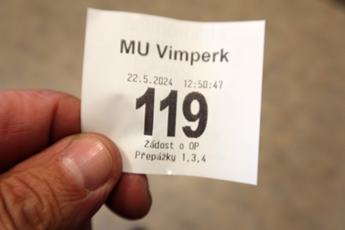 MU Vimperk
22.5.2024 12:50:47
119
Žádost o OP
Přepážky 1,3,4